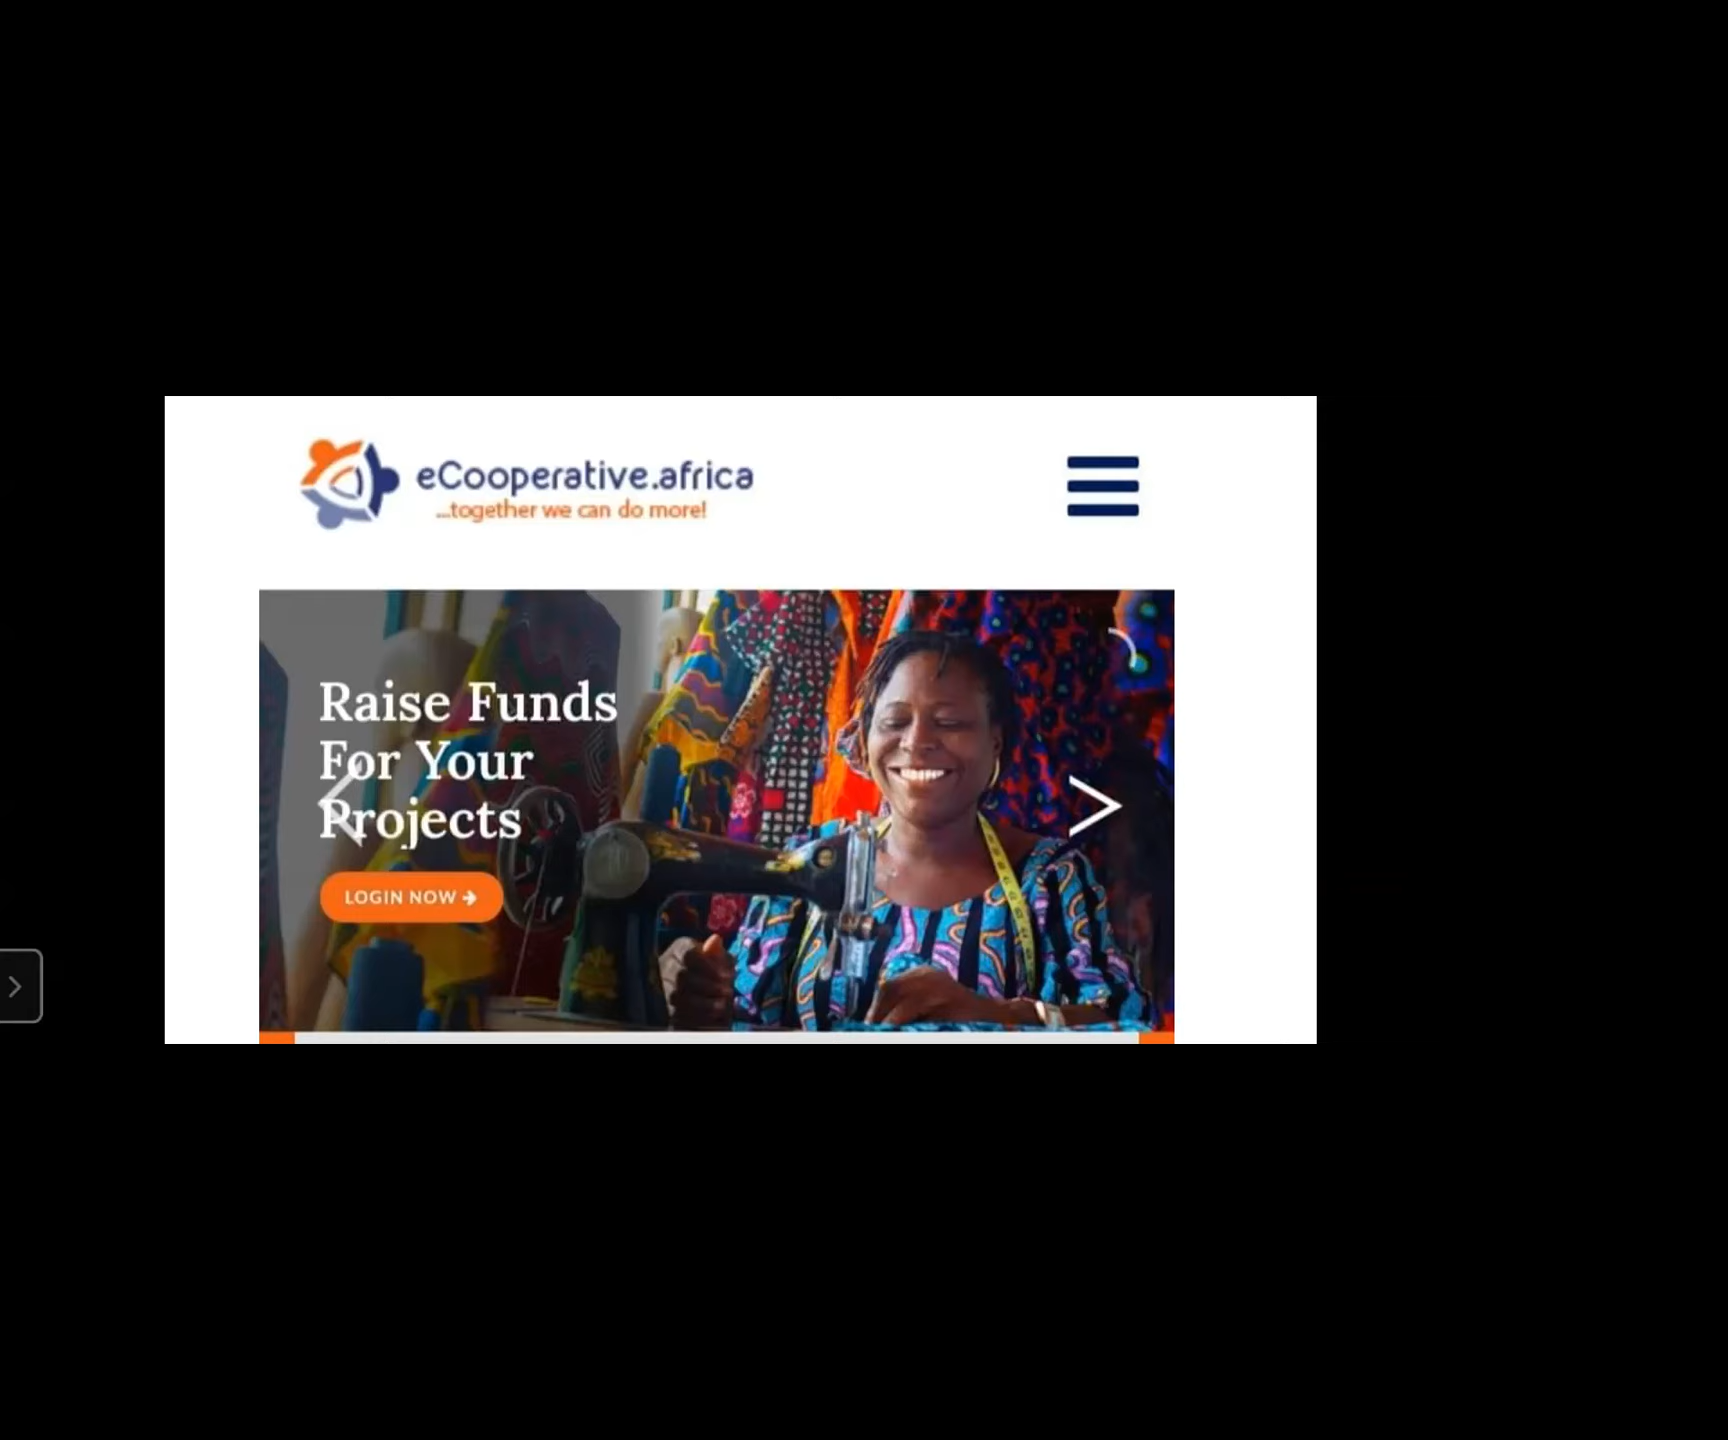 eCooperative.africa
...together we can do more!
Raise Funds
For Your
Projects
LOGIN NOW